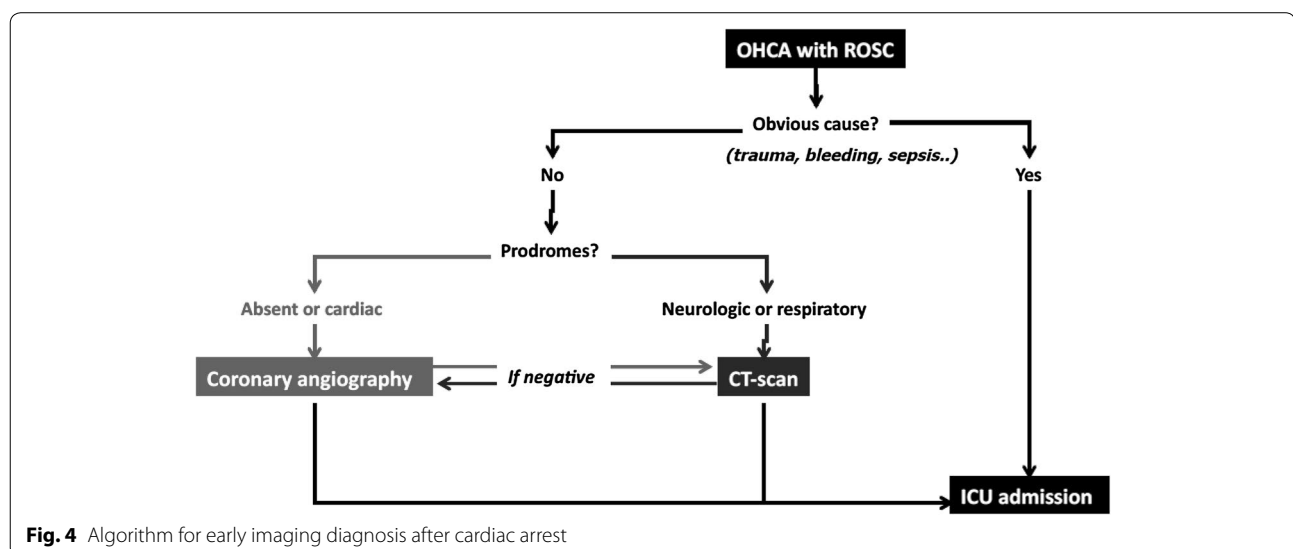 OHCA with ROSC
Obvious cause?
(trauma, bleeding, sepsis..)
No
Yes
Prodromes?
Absent or cardiac
Neurologic or respiratory
Coronary angiography
If negative
CT-scan
ICU admission
Fig. 4 Algorithm for early imaging diagnosis after cardiac arrest